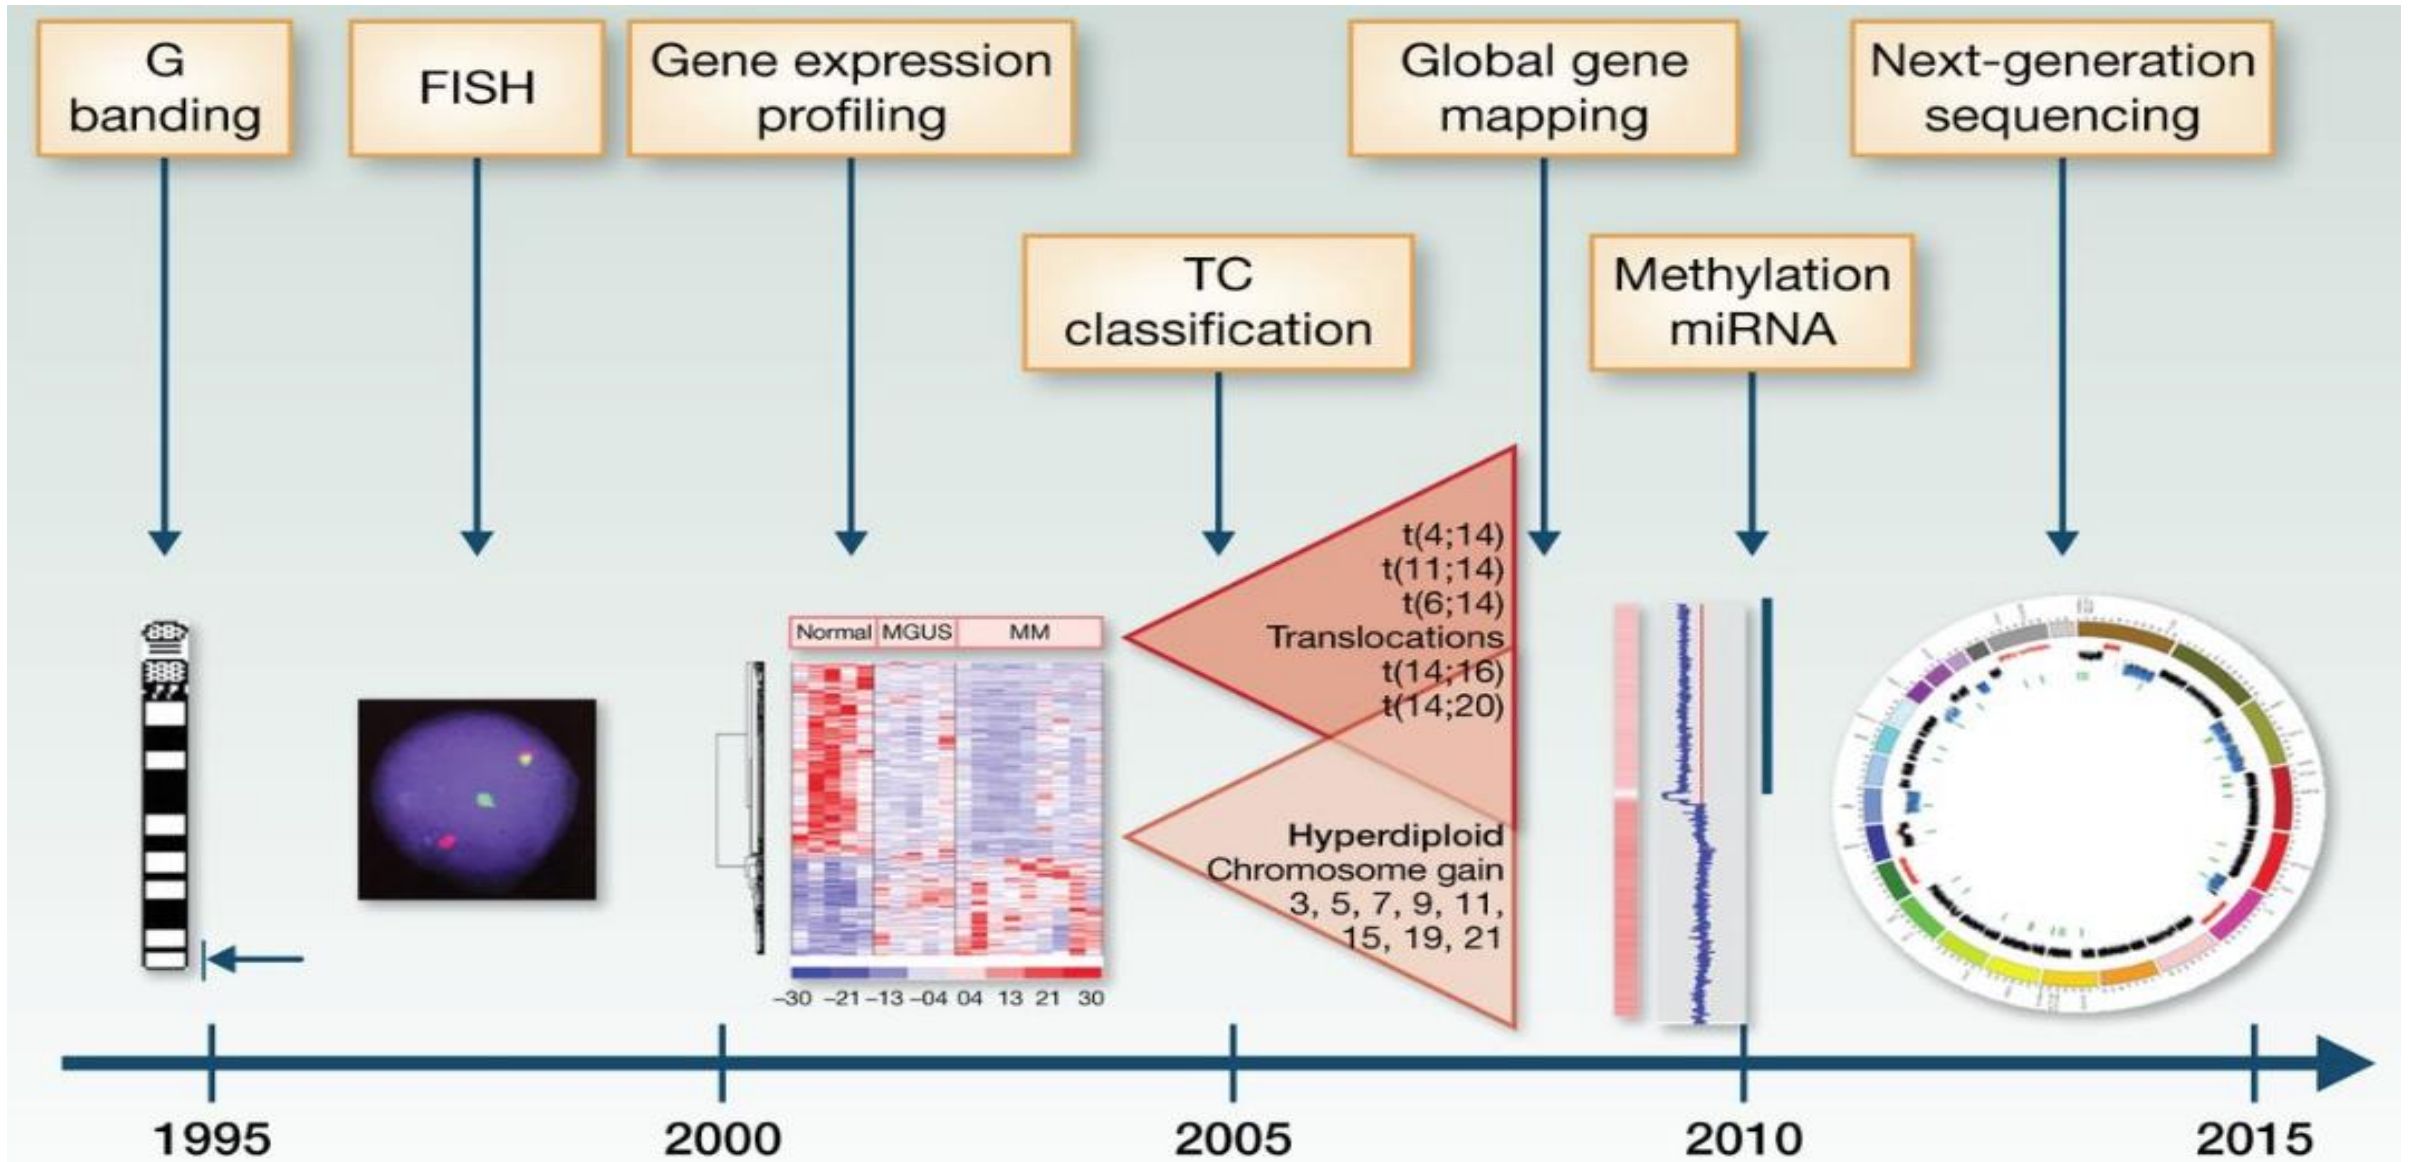 G
banding
FISH
Gene expression
profiling
Global gene
mapping
Next-generation
sequencing
TC
classification
Methylation
miRNA
t(4;14)
t(11;14)
t(6;14)
Translocations
t(14;16)
t(14;20)
Normal MGUS MM
Hyperdiploid
Chromosome gain
3, 5, 7, 9, 11,
15, 19, 21
–30 –21 –13 –04 04 13 21 30
1995 2000 2005 2010 2015